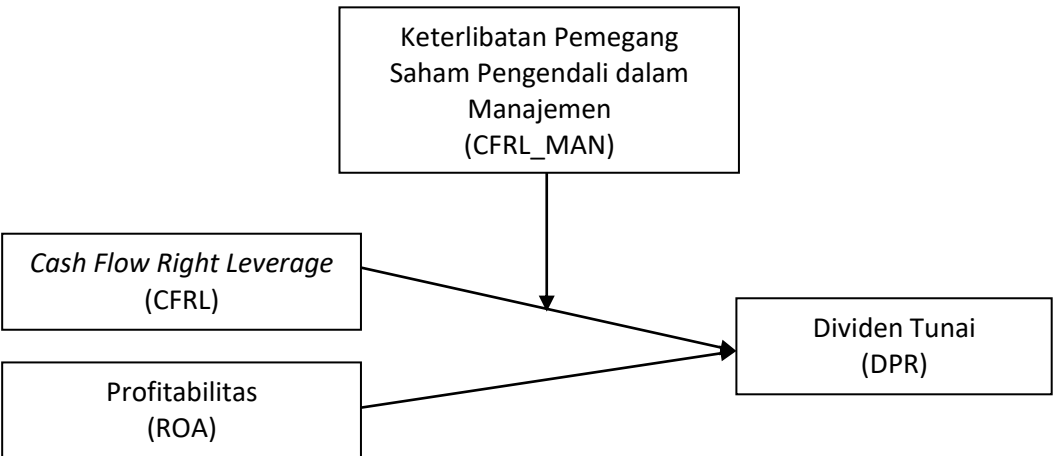 Keterlibatan Pemegang
Saham Pengendali dalam
Manajemen
(CFRL_MAN)
Cash Flow Right Leverage
(CFRL)
Dividen Tunai
(DPR)
Profitabilitas
(ROA)